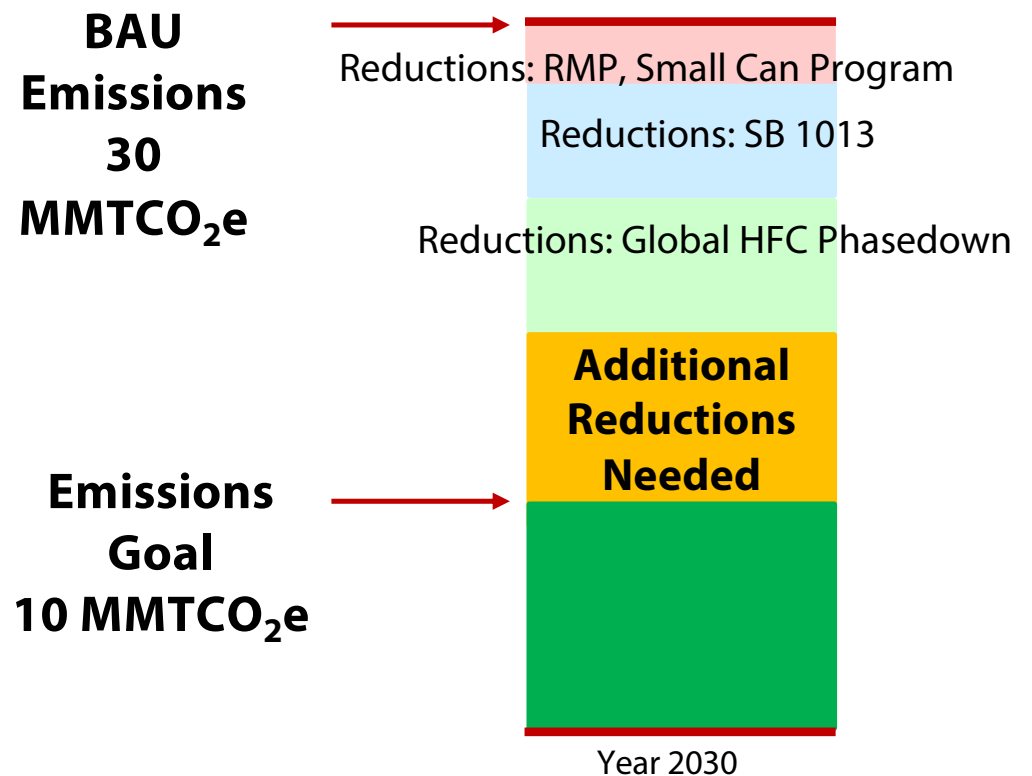 BAU
Emissions
30
MMTCO₂e
Reductions: RMP, Small Can Program
Reductions: SB 1013
Reductions: Global HFC Phasedown
Additional
Reductions
Needed
Emissions
Goal
10 MMTCO₂e
Year 2030